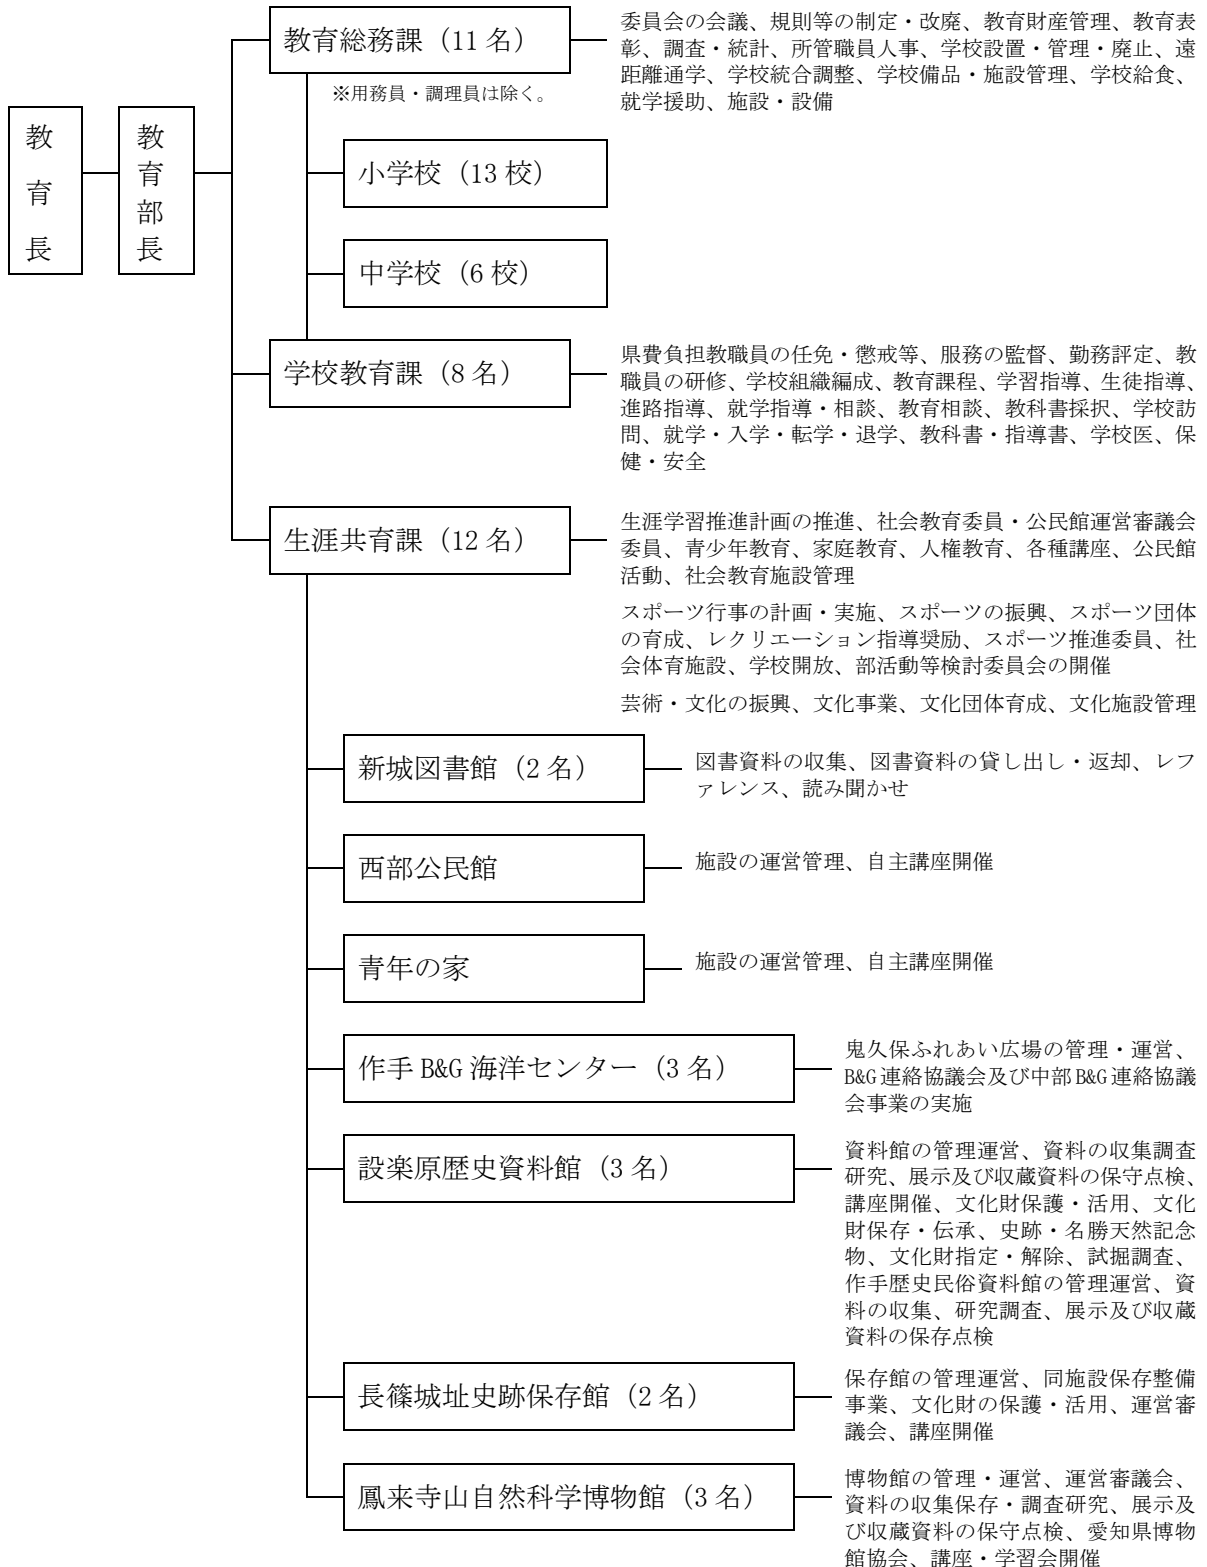 教育長
教育部長
教育総務課（11名）
※用務員・調理員は除く。
委員会の会議、規則等の制定・改廃、教育財産管理、教育表
彰、調査・統計、所管職員人事、学校設置・管理・廃止、遠
距離通学、学校統合調整、学校備品・施設管理、学校給食、
就学援助、施設・設備
小学校（13校）
中学校（6校）
学校教育課（8名）
県費負担教職員の任免・懲戒等、服務の監督、勤務評定、教
職員の研修、学校組織編成、教育課程、学習指導、生徒指導、
進路指導、就学指導・相談、教育相談、教科書採択、学校訪
問、就学・入学・転学・退学、教科書・指導書、学校医、保
健・安全
生涯共育課（12名）
生涯学習推進計画の推進、社会教育委員・公民館運営審議会
委員、青少年教育、家庭教育、人権教育、各種講座、公民館
活動、社会教育施設管理
スポーツ行事の計画・実施、スポーツの振興、スポーツ団体
の育成、レクリエーション指導奨励、スポーツ推進委員、社
会体育施設、学校開放、部活動等検討委員会の開催
芸術・文化の振興、文化事業、文化団体育成、文化施設管理
新城図書館（2名）
図書資料の収集、図書資料の貸し出し・返却、レフ
ァレンス、読み聞かせ
西部公民館
施設の運営管理、自主講座開催
青年の家
施設の運営管理、自主講座開催
作手B&G海洋センター（3名）
鬼久保ふれあい広場の管理・運営、
B&G連絡協議会及び中部B&G連絡協議
会事業の実施
設楽原歴史資料館（3名）
資料館の管理運営、資料の収集調査
研究、展示及び収蔵資料の保守点検、
講座開催、文化財保護・活用、文化
財保存・伝承、史跡・名勝天然記念
物、文化財指定・解除、試掘調査、
作手歴史民俗資料館の管理運営、資
料の収集、研究調査、展示及び収蔵
資料の保存点検
長篠城址史跡保存館（2名）
保存館の管理運営、同施設保存整備
事業、文化財の保護・活用、運営審
議会、講座開催
鳳来寺山自然科学博物館（3名）
博物館の管理・運営、運営審議会、
資料の収集保存・調査研究、展示及
び収蔵資料の保守点検、愛知県博物
館協会、講座・学習会開催